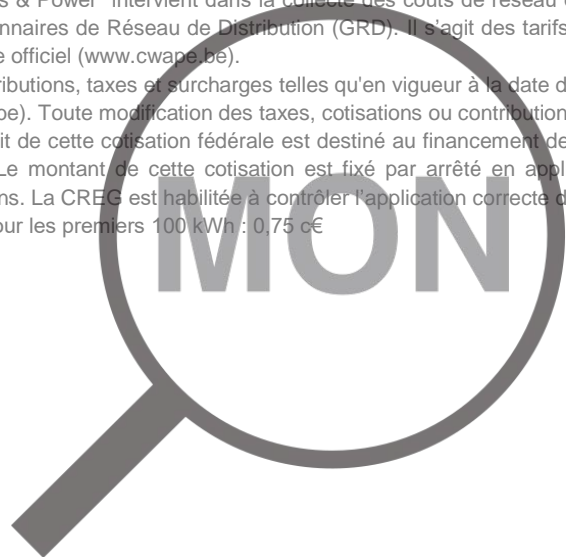 s & Power" intervient dans la collecte des coûts de réseau
nnaires de Réseau de Distribution (GRD). Il s'agit des tarifs
e officiel (www.cwape.be).
ributions, taxes et surcharges telles qu'en vigueur à la date d
be). Toute modification des taxes, cotisations ou contribution
it de cette cotisation fédérale est destiné au financement de
Le montant de cette cotisation est fixé par arrêté en appl
ns. La CREG est habilitée à contrôler l'application correcte d
our les premiers 100 kWh : 0,75 c€
MON